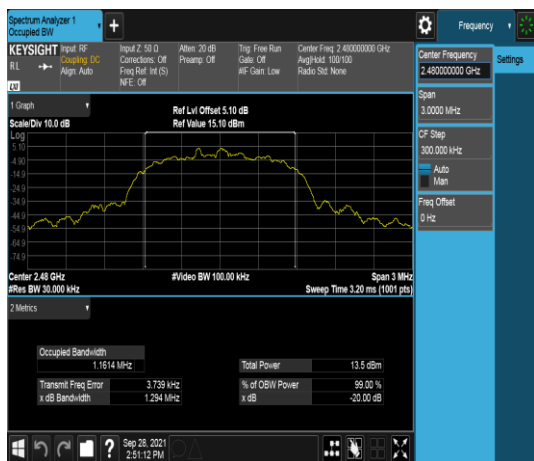 Spectrum Analyzer 1
Occupied BW
Frequency
KEYSIGHT
Input: RF
Input Z: 50 Ω
Atten: 20 dB
Trig: Free Run
Center Freq: 2.480000000 GHz
R L
Coupling: DC
Corrections: Off
Preamp: Off
Gate: Off
Avg|Hold: 100/100
Align: Auto
Freq Ref: Int (S)
#IF Gain: Low
Radio Std: None
NFE: Off
LXI
Center Frequency
2.480000000 GHz
Settings
Span
3.0000 MHz
CF Step
300.000 kHz
Auto
Man
Freq Offset
0 Hz
1 Graph
Ref Lvl Offset 5.10 dB
Scale/Div 10.0 dB
Ref Value 15.10 dBm
Log
5.10
-4.90
-14.9
-24.9
-34.9
-44.9
-54.9
-64.9
-74.9
Center 2.48 GHz
#Video BW 100.00 kHz
Span 3 MHz
#Res BW 30.000 kHz
Sweep Time 3.20 ms (1001 pts)
2 Metrics
Occupied Bandwidth
1.1614 MHz
Total Power
13.5 dBm
Transmit Freq Error
3.739 kHz
% of OBW Power
99.00 %
x dB Bandwidth
1.294 MHz
x dB
-20.00 dB
?
Sep 28, 2021
2:51:12 PM